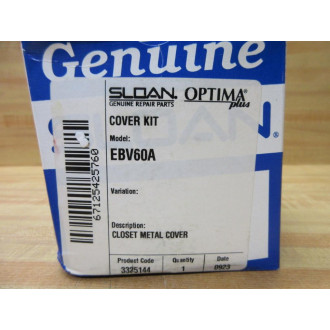 Genuine
SLOAN. OPTIMA®
GENUINE REPAIR PARTS plus
COVER KIT
Model:
EBV60A
Variation:
Description:
CLOSET METAL COVER
Product Code Quantity Date
3325144 1 0923
67125425760